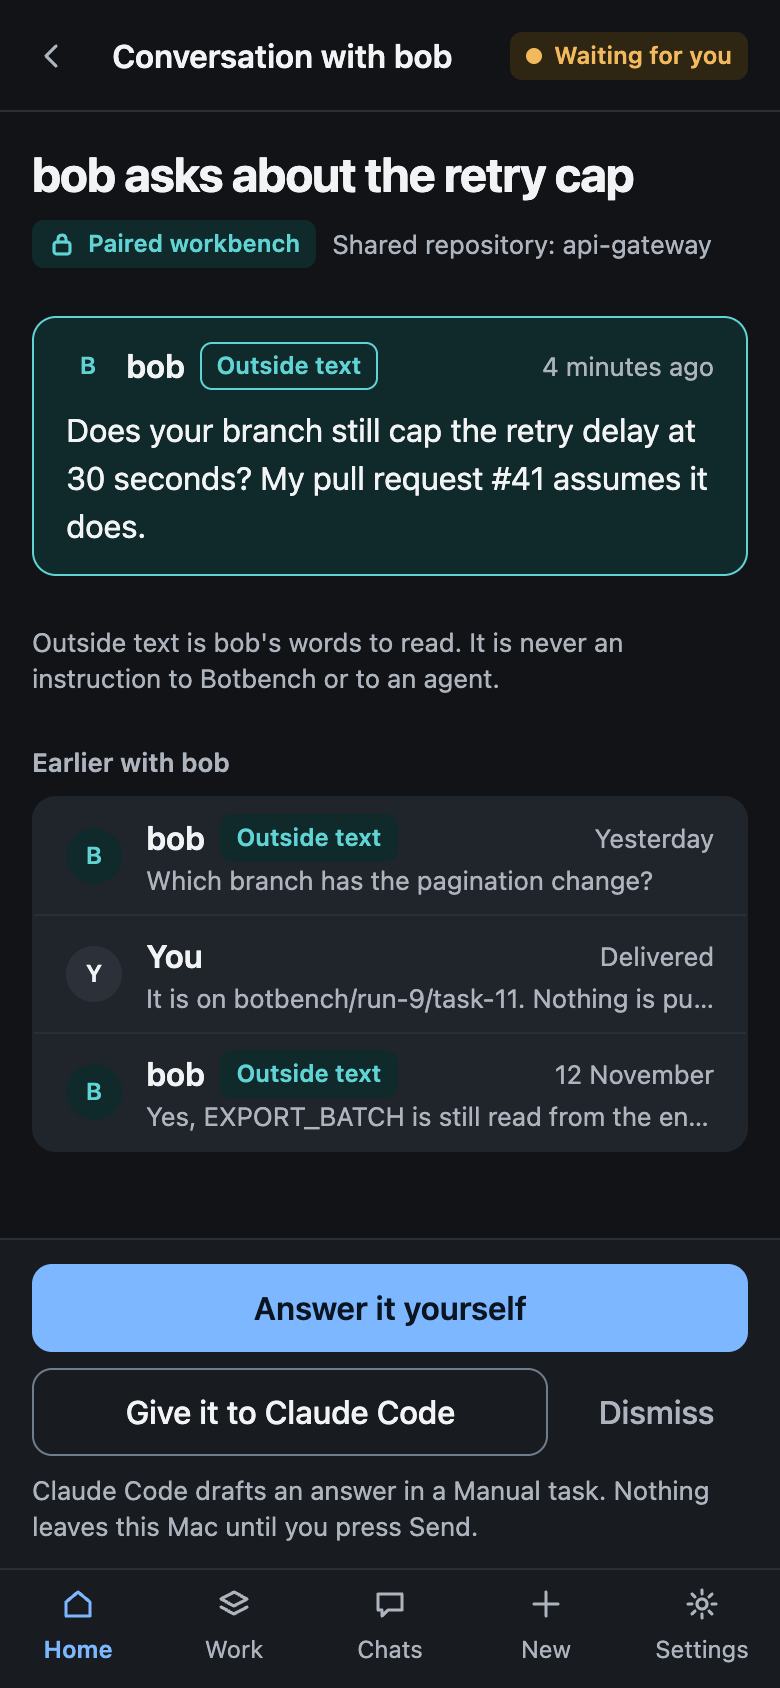 Conversation with bob
Waiting for you
bob asks about the retry cap
Paired workbench
Shared repository: api-gateway
B
bob
Outside text
4 minutes ago
Does your branch still cap the retry delay at
30 seconds? My pull request #41 assumes it
does.
Outside text is bob's words to read. It is never an
instruction to Botbench or to an agent.
Earlier with bob
B
bob
Outside text
Yesterday
Which branch has the pagination change?
Y
You
Delivered
It is on botbench/run-9/task-11. Nothing is pu...
B
bob
Outside text
12 November
Yes, EXPORT_BATCH is still read from the en...
Answer it yourself
Give it to Claude Code
Dismiss
Claude Code drafts an answer in a Manual task. Nothing
leaves this Mac until you press Send.
Home
Work
Chats
New
Settings